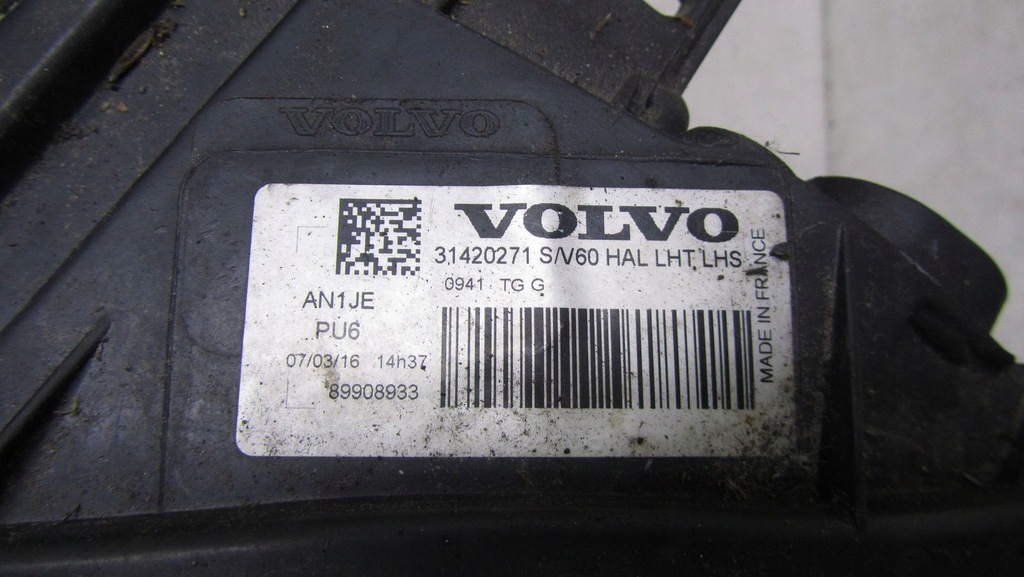 VOLVO
VOLVO
31420271 S/V60 HAL LHT LHS
0941 TG G
AN1JE
PU6
07/03/16 14h37
89908933
MADE IN FRANCE